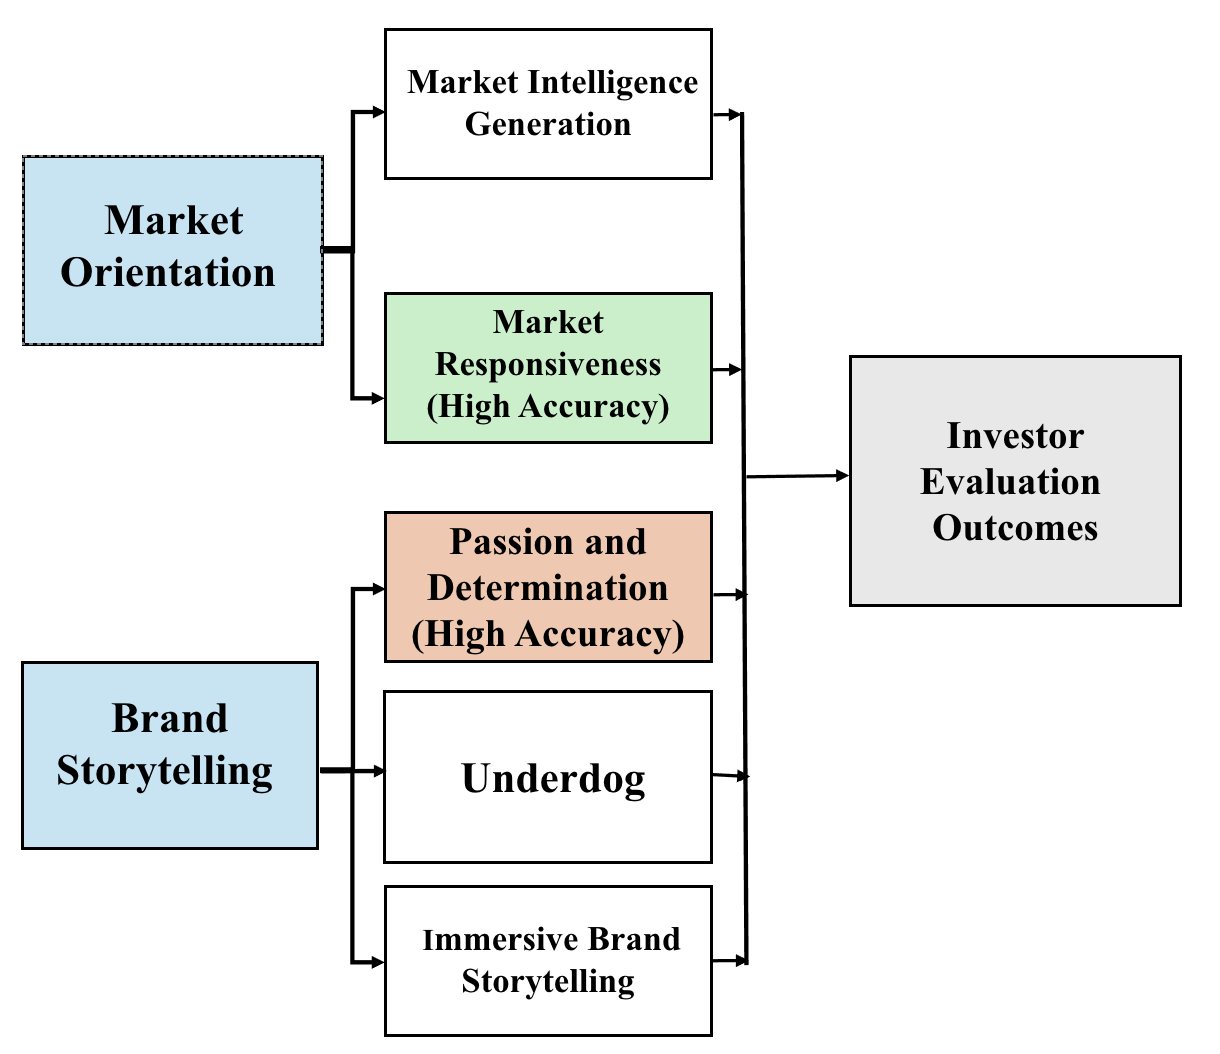 Market Intelligence
Generation
Market
Orientation
Market
Responsiveness
(High Accuracy)
Investor
Evaluation
Outcomes
Passion and
Determination
(High Accuracy)
Brand
Storytelling
Underdog
Immersive Brand
Storytelling